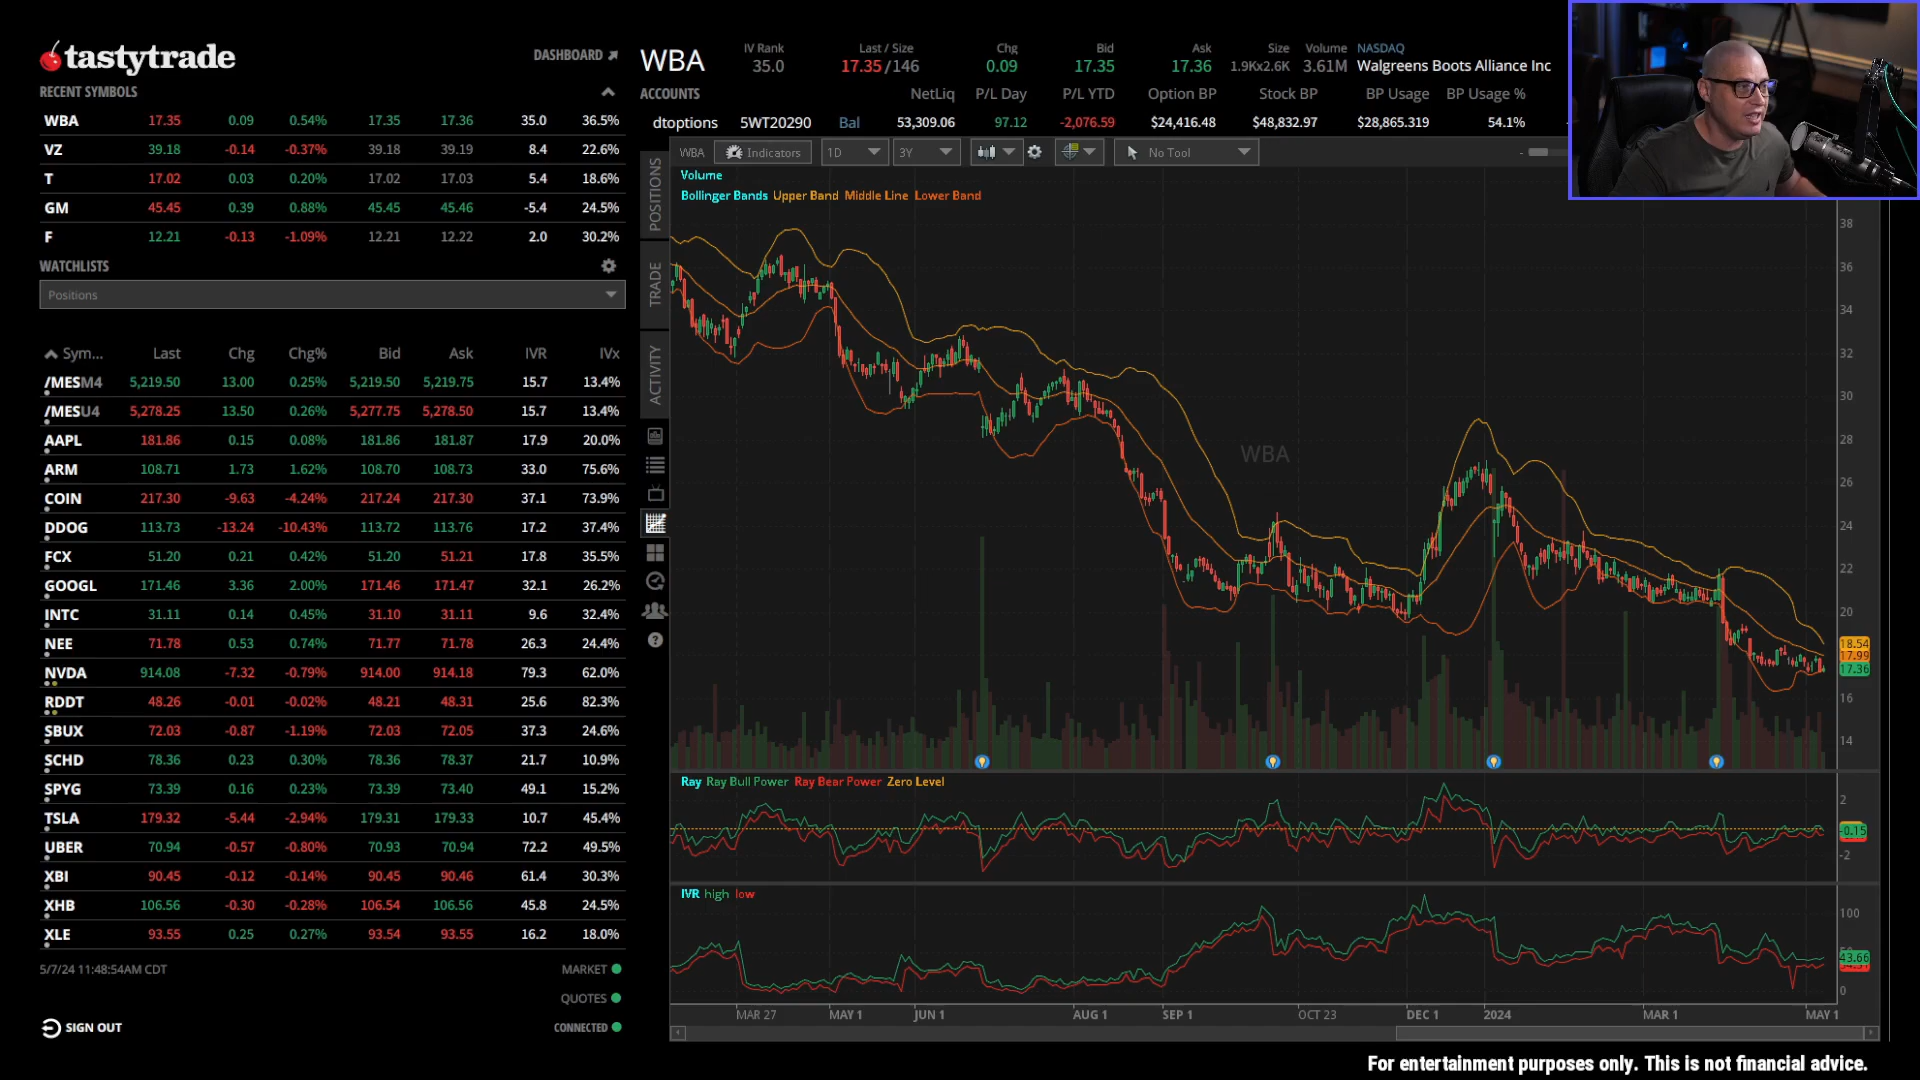 tastytrade
DASHBOARD
RECENT SYMBOLS
WBA 17.35 0.09 0.54% 17.35 17.36 35.0 36.5%
VZ 39.18 -0.14 -0.37% 39.18 39.19 8.4 22.6%
T 17.02 0.03 0.20% 17.02 17.03 5.4 18.6%
GM 45.45 0.39 0.88% 45.45 45.46 -5.4 24.5%
F 12.21 -0.13 -1.09% 12.21 12.22 2.0 30.2%
WATCHLISTS
Positions
Sym... Last Chg Chg% Bid Ask IVR IVx
/MESM4 5,219.50 13.00 0.25% 5,219.50 5,219.75 15.7 13.4%
/MESU4 5,278.25 13.50 0.26% 5,277.75 5,278.50 15.7 13.4%
AAPL 181.86 0.15 0.08% 181.86 181.87 17.9 20.0%
ARM 108.71 1.73 1.62% 108.70 108.73 33.0 75.6%
COIN 217.30 -9.63 -4.24% 217.24 217.30 37.1 73.9%
DDOG 113.73 -13.24 -10.43% 113.72 113.76 17.2 37.4%
FCX 51.20 0.21 0.42% 51.20 51.21 17.8 35.5%
GOOGL 171.46 3.36 2.00% 171.46 171.47 32.1 26.2%
INTC 31.11 0.14 0.45% 31.10 31.11 9.6 32.4%
NEE 71.78 0.53 0.74% 71.77 71.78 26.3 24.4%
NVDA 914.08 -7.32 -0.79% 914.00 914.18 79.3 62.0%
RDDT 48.26 -0.01 -0.02% 48.21 48.31 25.6 82.3%
SBUX 72.03 -0.87 -1.19% 72.03 72.05 37.3 24.6%
SCHD 78.36 0.23 0.30% 78.36 78.37 21.7 10.9%
SPYG 73.39 0.16 0.23% 73.39 73.40 49.1 15.2%
TSLA 179.32 -5.44 -2.94% 179.31 179.33 10.7 45.4%
UBER 70.94 -0.57 -0.80% 70.93 70.94 72.2 49.5%
XBI 90.45 -0.12 -0.14% 90.45 90.46 61.4 30.3%
XHB 106.56 -0.30 -0.28% 106.54 106.56 45.8 24.5%
XLE 93.55 0.25 0.27% 93.54 93.55 16.2 18.0%
5/7/24 11:48:54AM CDT
MARKET
QUOTES
SIGN OUT
CONNECTED
WBA
IV Rank Last / Size Chg Bid Ask Size Volume NASDAQ
35.0 17.35/146 0.09 17.35 17.36 1.9Kx2.6K 3.61M Walgreens Boots Alliance Inc
ACCOUNTS NetLiq P/L Day P/L YTD Option BP Stock BP BP Usage BP Usage %
dtoptions 5WT20290 Bal 53,309.06 97.12 -2,076.59 $24,416.48 $48,832.97 $28,865.319 54.1%
POSITIONS
TRADE
ACTIVITY
WBA Indicators 1D 3Y No Tool
Volume
Bollinger Bands Upper Band Middle Line Lower Band
WBA
38
36
34
32
30
28
26
24
22
20
18.54
17.99
17.36
16
14
Ray Ray Bull Power Ray Bear Power Zero Level
2
-0.15
-2
IVR high low
100
43.66
0
MAR 27 MAY 1 JUN 1 AUG 1 SEP 1 OCT 23 DEC 1 2024 MAR 1 MAY 1
For entertainment purposes only. This is not financial advice.